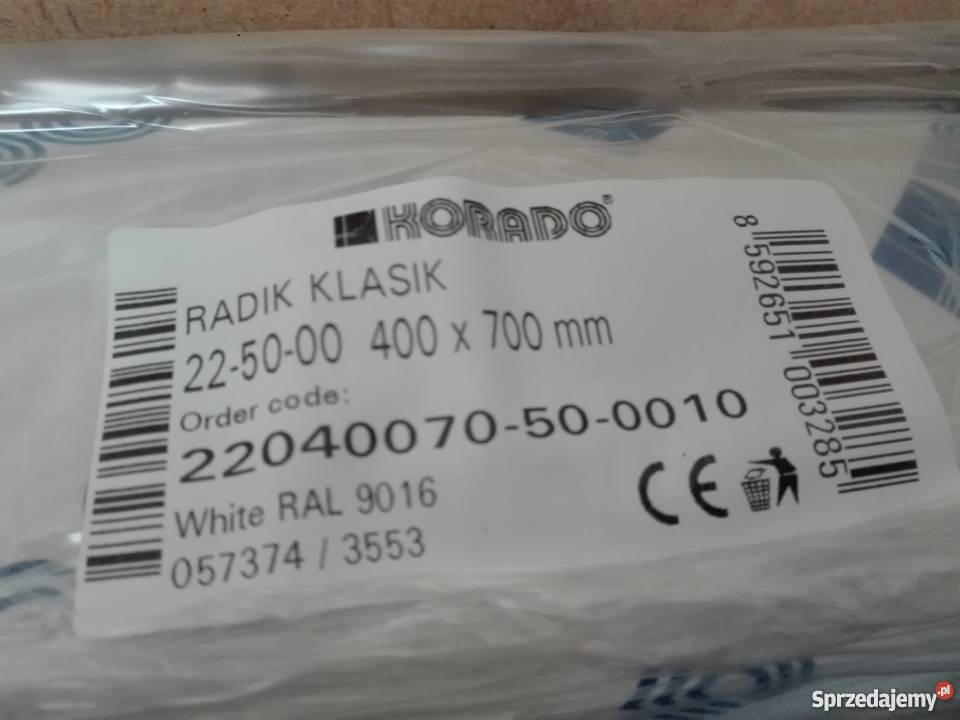 KORADO®
RADIK KLASIK
22-50-00 400 x 700 mm
Order code:
22040070-50-0010
White RAL 9016
057374 / 3553
CE
8 592651 003285
Sprzedajemy.pl